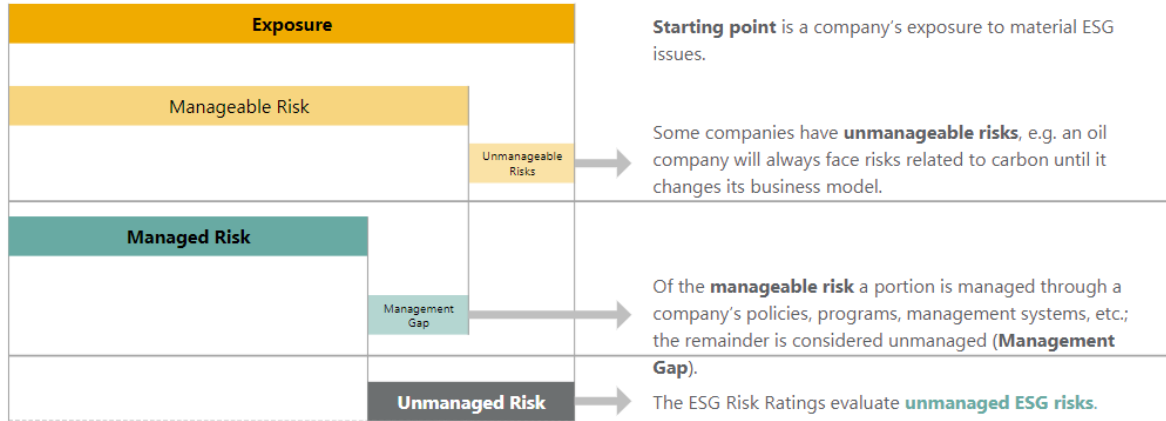 Exposure
Starting point is a company's exposure to material ESG
issues.
Manageable Risk
Unmanageable
Risks
Some companies have unmanageable risks, e.g. an oil
company will always face risks related to carbon until it
changes its business model.
Managed Risk
Management
Gap
Of the manageable risk a portion is managed through a
company's policies, programs, management systems, etc.;
the remainder is considered unmanaged (Management
Gap).
Unmanaged Risk
The ESG Risk Ratings evaluate unmanaged ESG risks.